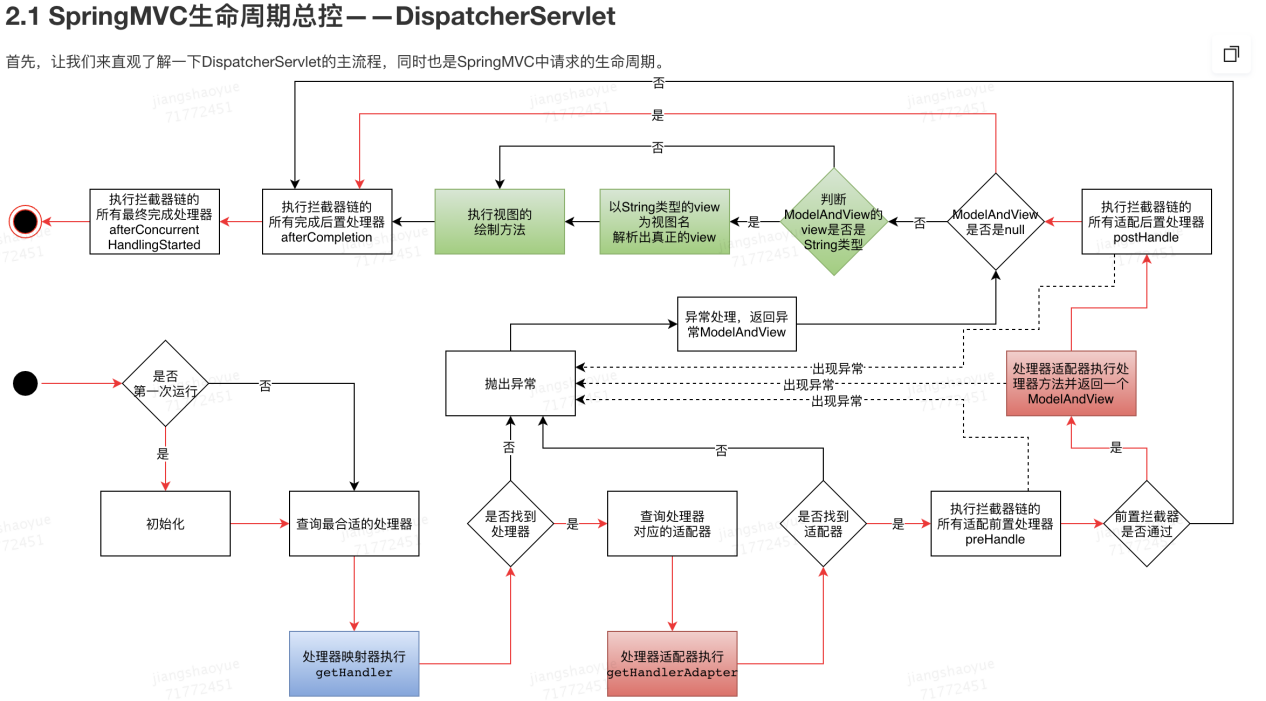 2.1 SpringMVC生命周期总控——DispatcherServlet
首先，让我们来直观了解一下DispatcherServlet的主流程，同时也是SpringMVC中请求的生命周期。
否
是
否
执行拦截器链的
所有最终完成处理器
afterConcurrent
HandlingStarted
执行拦截器链的
所有完成后置处理器
afterCompletion
执行视图的
绘制方法
以String类型的view
为视图名
解析出真正的view
是
判断
ModelAndView的
view是否是
String类型
否
ModelAndView
是否是null
执行拦截器链的
所有适配后置处理器
postHandle
异常处理，返回异
常ModelAndView
是否
第一次运行
否
抛出异常
出现异常
出现异常
出现异常
处理器适配器执行处
理器方法并返回一个
ModelAndView
是
否
否
是
初始化
查询最合适的处理器
是否找到
处理器
是
查询处理器
对应的适配器
是否找到
适配器
是
执行拦截器链的
所有适配前置处理器
preHandle
前置拦截器
是否通过
处理器映射器执行
getHandler
处理器适配器执行
getHandlerAdapter
jiangshaoyue
71772451
jiangshaoyue
71772451
jiangshaoyue
71772451
jiangshaoyue
71772451
jiangshaoyue
71772451
jiangshaoyue
71772451